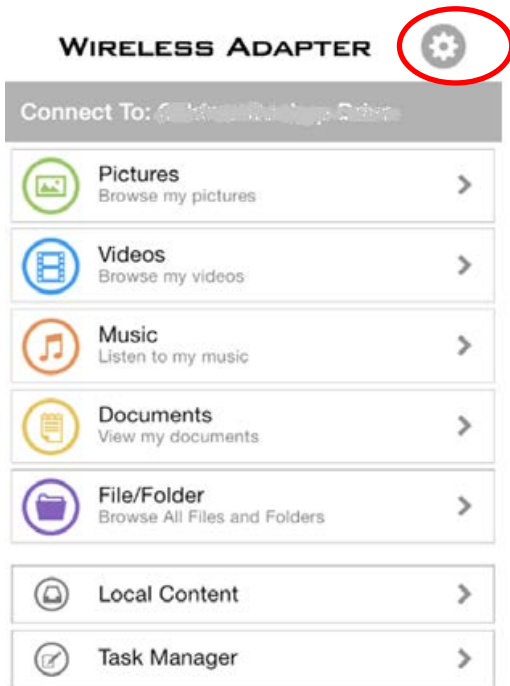 WIRELESS ADAPTER
Connect To:
Pictures
Browse my pictures
Videos
Browse my videos
Music
Listen to my music
Documents
View my documents
File/Folder
Browse All Files and Folders
Local Content
Task Manager